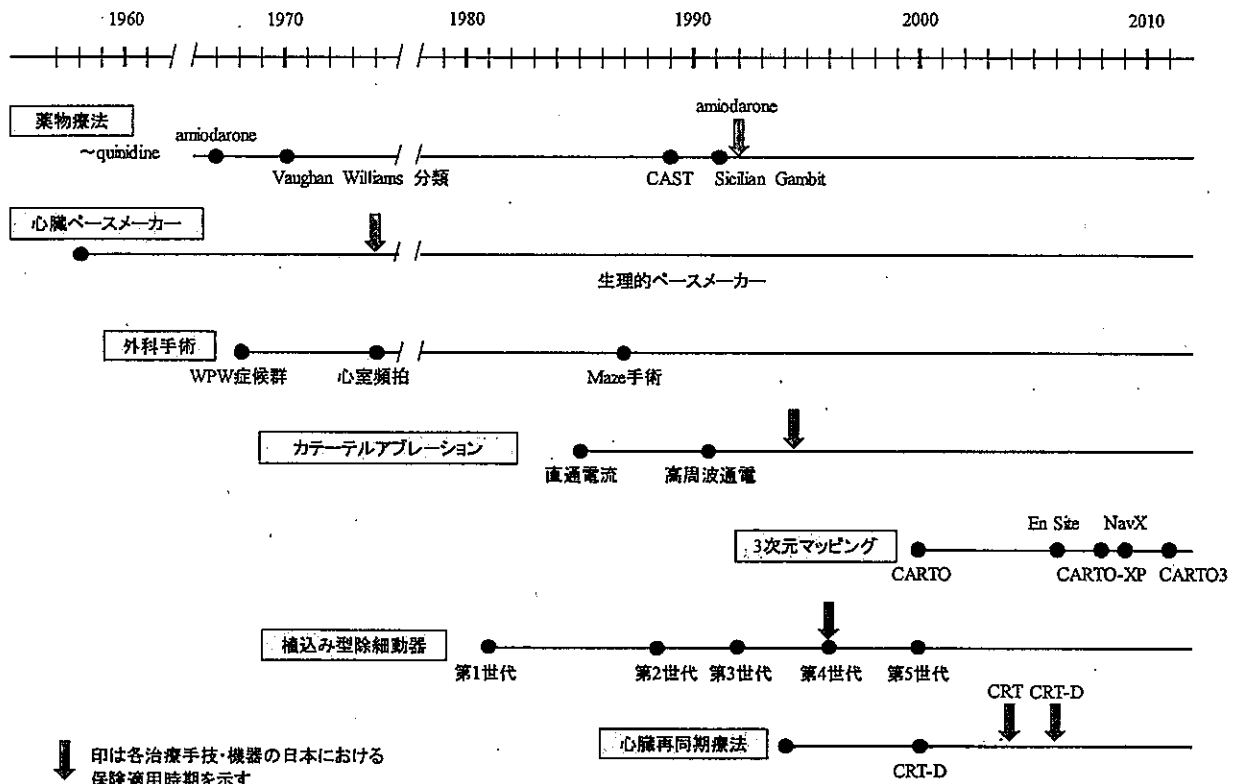 1960 1970 1980 1990 2000 2010
薬物療法
amiodarone
amiodarone
～quinidine
Vaughan Williams 分類
CAST
Sicilian Gambit
心臓ペースメーカー
生理的ペースメーカー
外科手術
WPW症候群
心室頻拍
Maze手術
カテーテルアブレーション
直通電流
高周波通電
3次元マッピング
En Site
NavX
CARTO
CARTO-XP
CARTO3
植込み型除細動器
第1世代
第2世代
第3世代
第4世代
第5世代
心臓再同期療法
CRT
CRT-D
CRT-D
印は各治療手技・機器の日本における
保険適用時期を示す